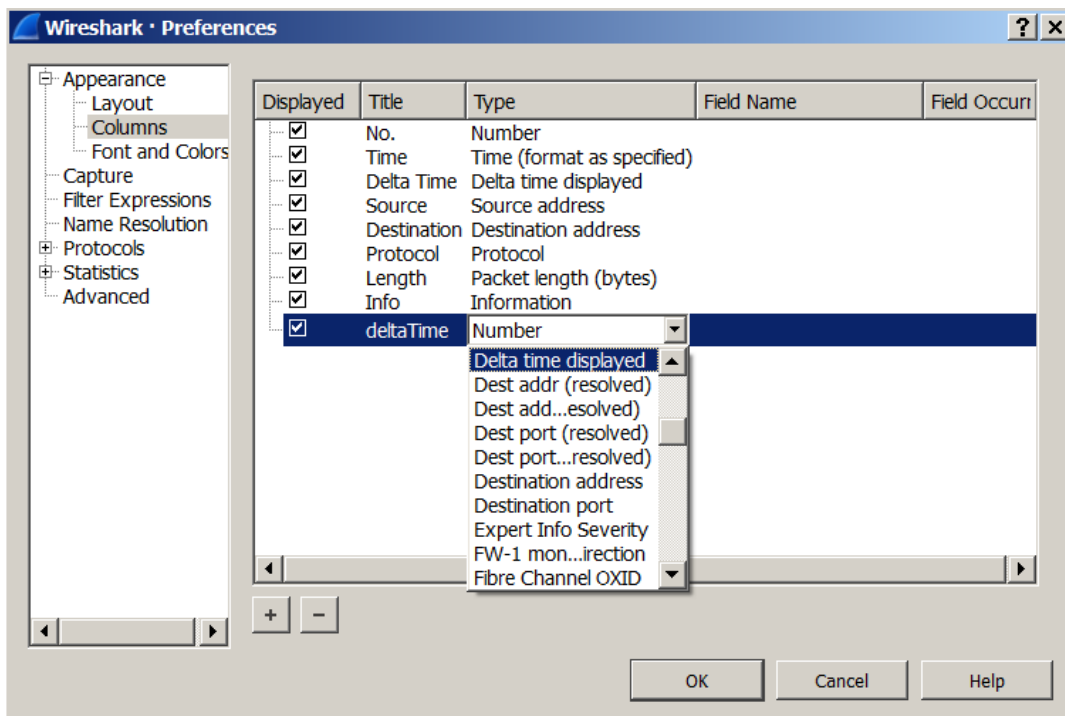 Wireshark · Preferences
?
Appearance
Layout
Columns
Font and Colors
Capture
Filter Expressions
Name Resolution
Protocols
Statistics
Advanced
Displayed Title Type Field Name Field Occurr
No. Number
Time Time (format as specified)
Delta Time Delta time displayed
Source Source address
Destination Destination address
Protocol Protocol
Length Packet length (bytes)
Info Information
deltaTime Number
Delta time displayed
Dest addr (resolved)
Dest add...esolved)
Dest port (resolved)
Dest port...resolved)
Destination address
Destination port
Expert Info Severity
FW-1 mon...irection
Fibre Channel OXID
+ −
OK Cancel Help